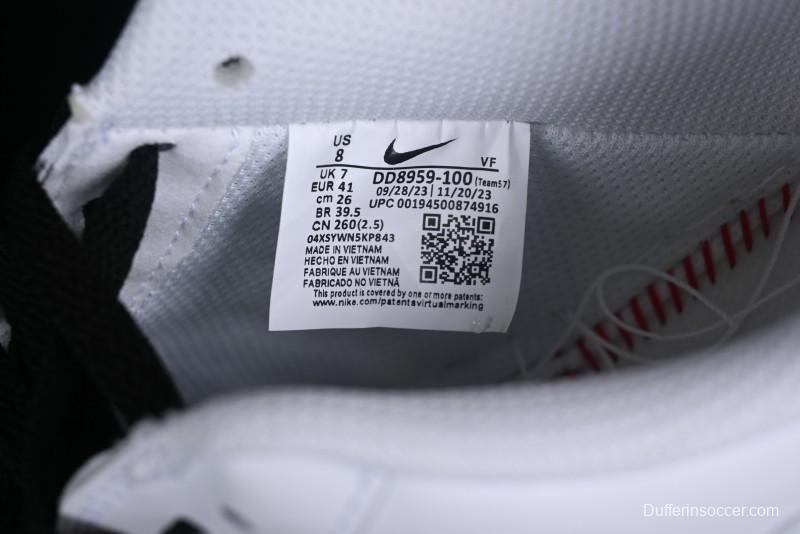 US
8
VF
UK 7
EUR 41
cm 26
BR 39.5
CN 260(2.5)
DD8959-100 (Team57)
09/28/23 | 11/20/23
UPC 00194500874916
04XSYWN5KP843
MADE IN VIETNAM
HECHO EN VIETNAM
FABRIQUE AU VIETNAM
FABRICADO NO VIETNÃ
This product is covered by one or more patents:
www.nike.com/patentsvirtualmarking
Dufferinsoccer.com